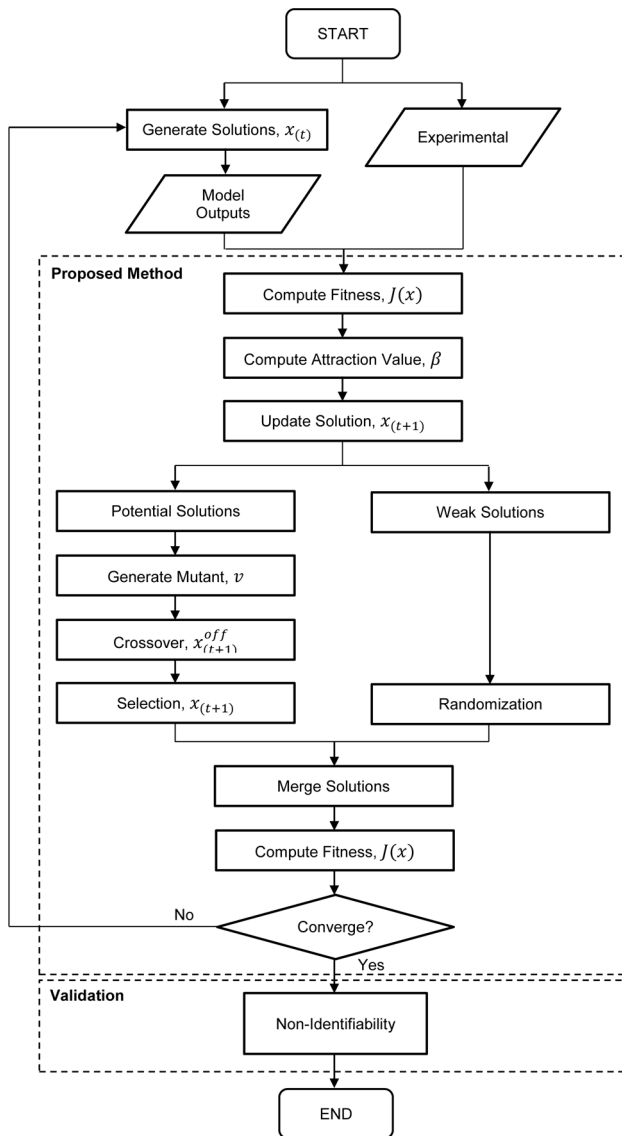 START
Generate Solutions, x(t)
Experimental
Model
Outputs
Proposed Method
Compute Fitness, J(x)
Compute Attraction Value, β
Update Solution, x(t+1)
Potential Solutions
Weak Solutions
Generate Mutant, v
Crossover, x(t+1)^off
Selection, x(t+1)
Randomization
Merge Solutions
Compute Fitness, J(x)
No
Converge?
Yes
Validation
Non-Identifiability
END